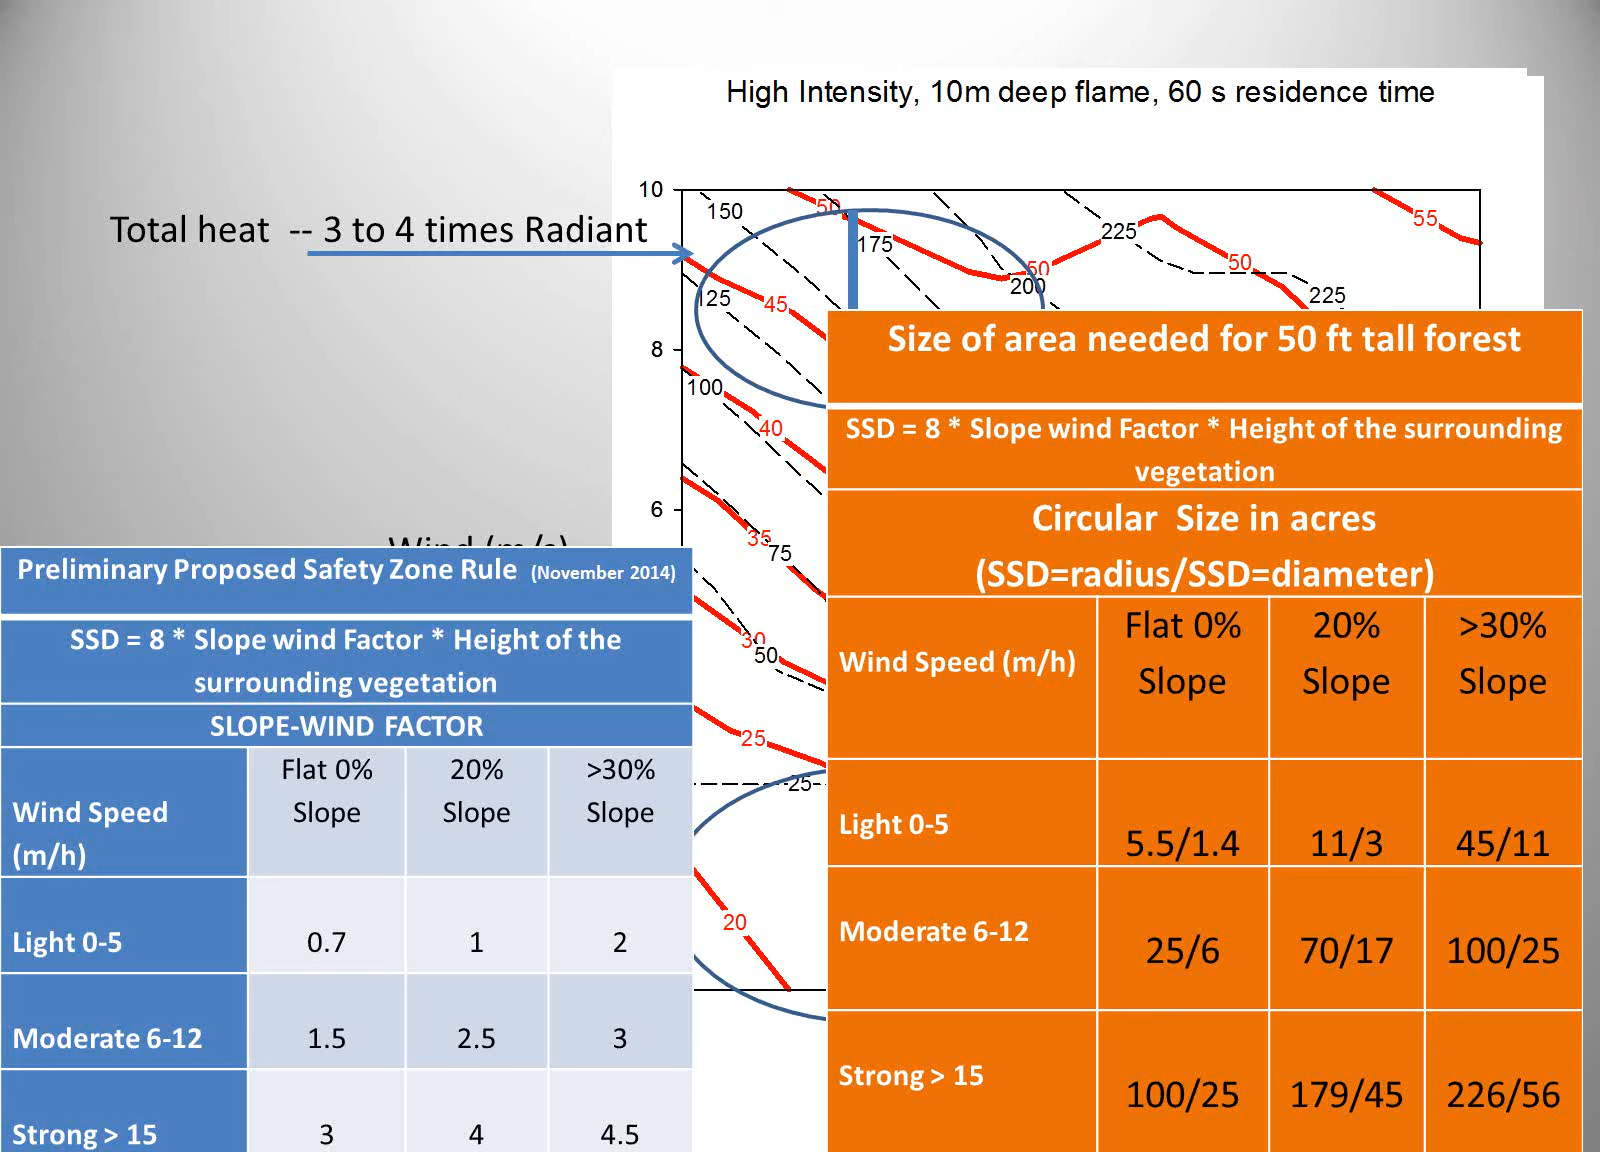 High Intensity, 10m deep flame, 60 s residence time
Total heat -- 3 to 4 times Radiant
10
8
6
150
50
175
225
55
50
50
200
225
125
45
100
40
35
75
30
50
25
25
20
Wind (m/s)
Preliminary Proposed Safety Zone Rule (November 2014)
SSD = 8 * Slope wind Factor * Height of the
surrounding vegetation
SLOPE-WIND FACTOR
Wind Speed
(m/h)
Flat 0%
Slope
20%
Slope
>30%
Slope
Light 0-5
0.7
1
2
Moderate 6-12
1.5
2.5
3
Strong > 15
3
4
4.5
Size of area needed for 50 ft tall forest
SSD = 8 * Slope wind Factor * Height of the surrounding
vegetation
Circular Size in acres
(SSD=radius/SSD=diameter)
Wind Speed (m/h)
Flat 0%
Slope
20%
Slope
>30%
Slope
Light 0-5
5.5/1.4
11/3
45/11
Moderate 6-12
25/6
70/17
100/25
Strong > 15
100/25
179/45
226/56